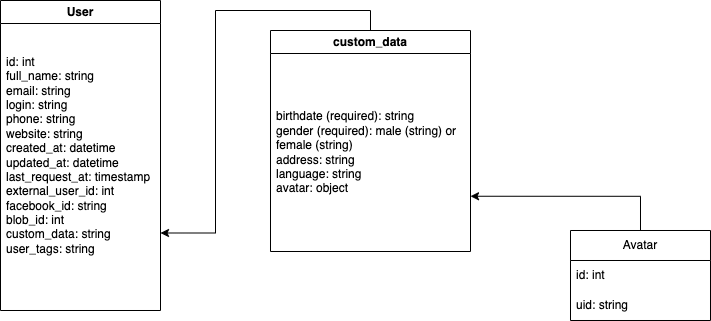 User
id: int
full_name: string
email: string
login: string
phone: string
website: string
created_at: datetime
updated_at: datetime
last_request_at: timestamp
external_user_id: int
facebook_id: string
blob_id: int
custom_data: string
user_tags: string
custom_data
birthdate (required): string
gender (required): male (string) or
female (string)
address: string
language: string
avatar: object
Avatar
id: int
uid: string